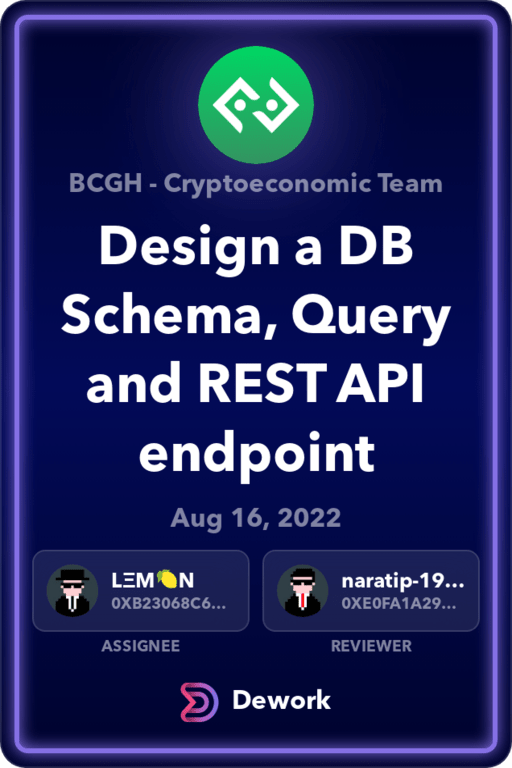 BCGH - Cryptoeconomic Team
Design a DB
Schema, Query
and REST API
endpoint
Aug 16, 2022
LΞM🍋N
0XB23068C6...
ASSIGNEE
naratip-19...
0XE0FA1A29...
REVIEWER
Dework